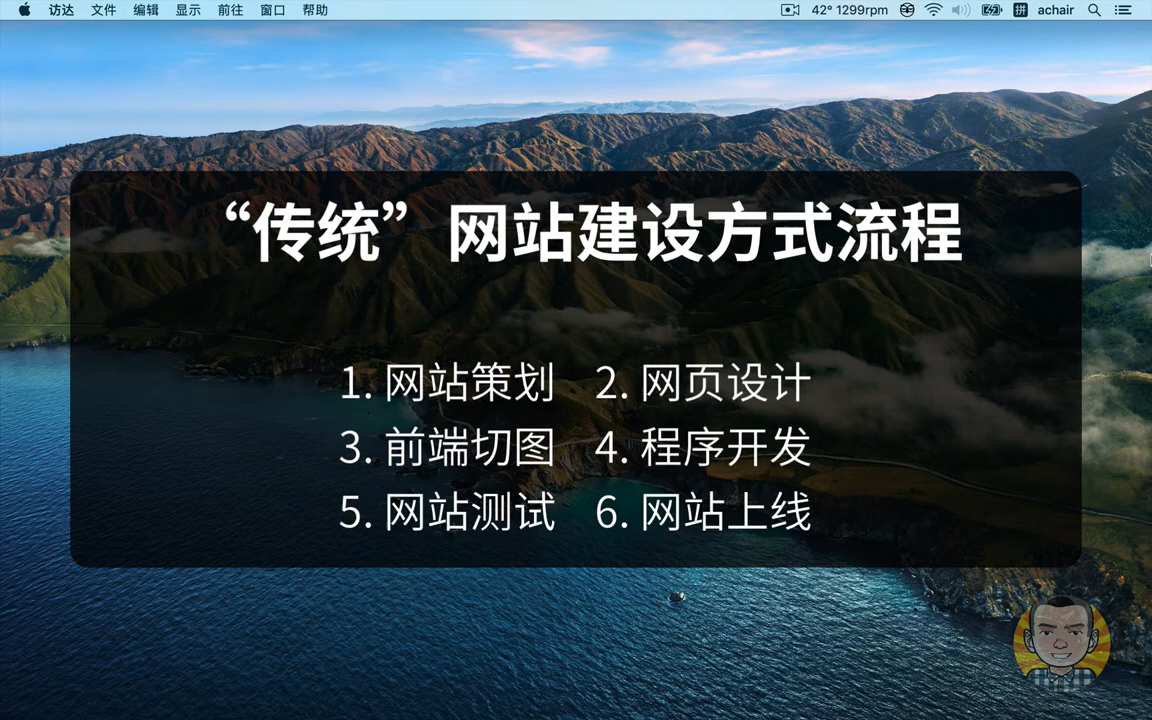 访达 文件 编辑 显示 前往 窗口 帮助 42° 1299rpm 拼 achair
“传统”网站建设方式流程
1. 网站策划 2. 网页设计
3. 前端切图 4. 程序开发
5. 网站测试 6. 网站上线